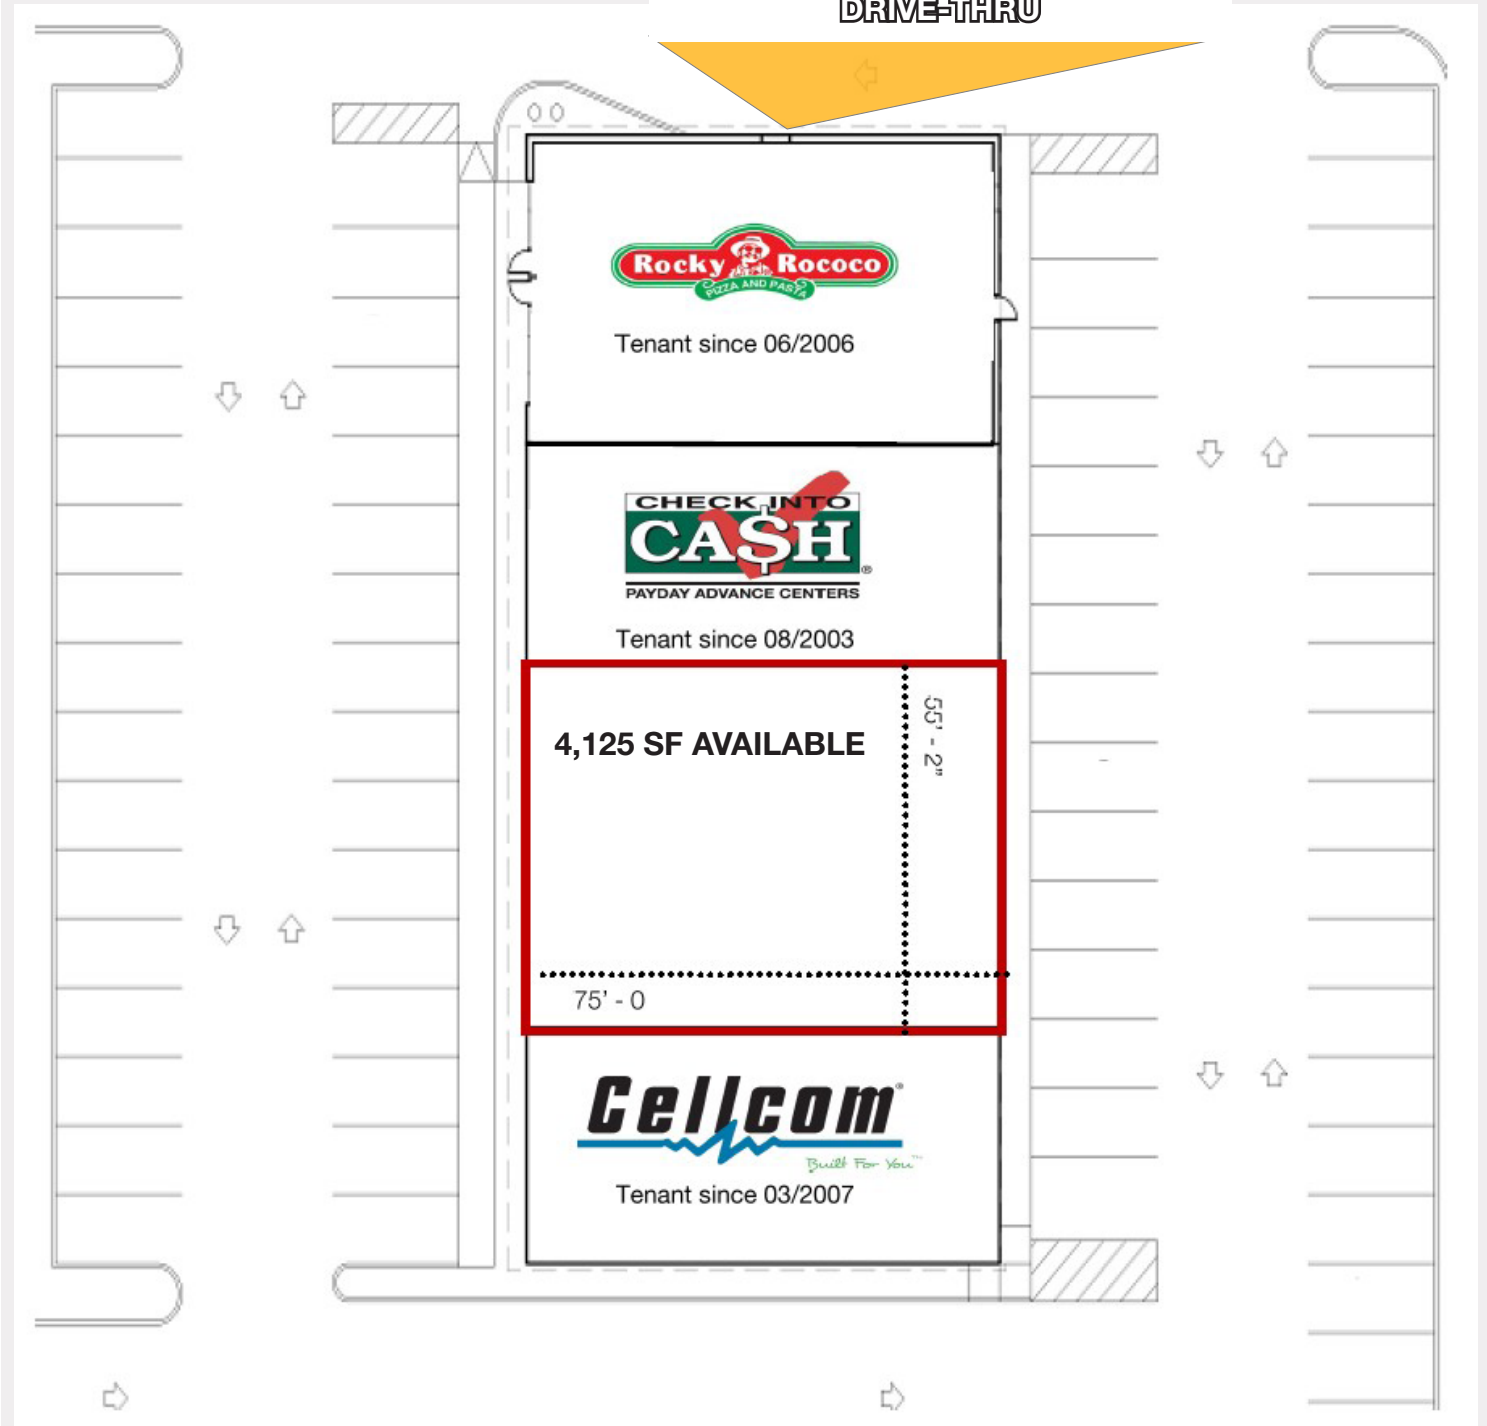 DRIVE-THRU
Rocky Rococo
PIZZA AND PASTA
Tenant since 06/2006
CHECK INTO
CA$H®
PAYDAY ADVANCE CENTERS
Tenant since 08/2003
4,125 SF AVAILABLE
55' - 2"
75' - 0
Cellcom®
Built For You™
Tenant since 03/2007